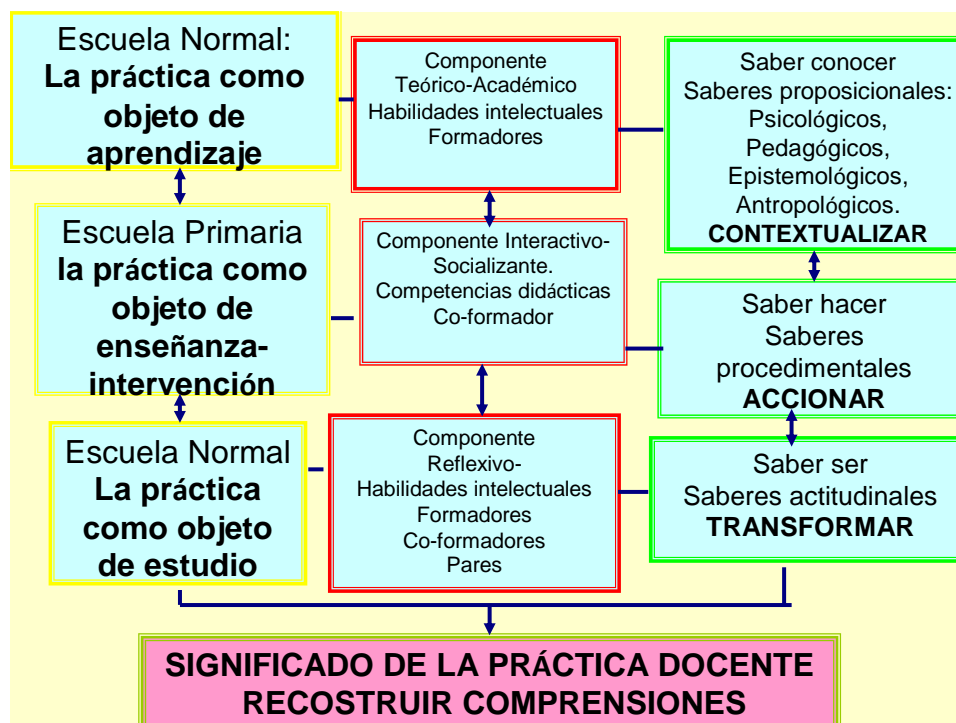 Escuela Normal:
La práctica como
objeto de
aprendizaje
Componente
Teórico-Académico
Habilidades intelectuales
Formadores
Saber conocer
Saberes proposicionales:
Psicológicos,
Pedagógicos,
Epistemológicos,
Antropológicos.
CONTEXTUALIZAR
Escuela Primaria
la práctica como
objeto de
enseñanza-
intervención
Componente Interactivo-
Socializante.
Competencias didácticas
Co-formador
Saber hacer
Saberes
procedimentales
ACCIONAR
Escuela Normal
La práctica
como objeto
de estudio
Componente
Reflexivo-
Habilidades intelectuales
Formadores
Co-formadores
Pares
Saber ser
Saberes actitudinales
TRANSFORMAR
SIGNIFICADO DE LA PRÁCTICA DOCENTE
RECOSTRUIR COMPRENSIONES